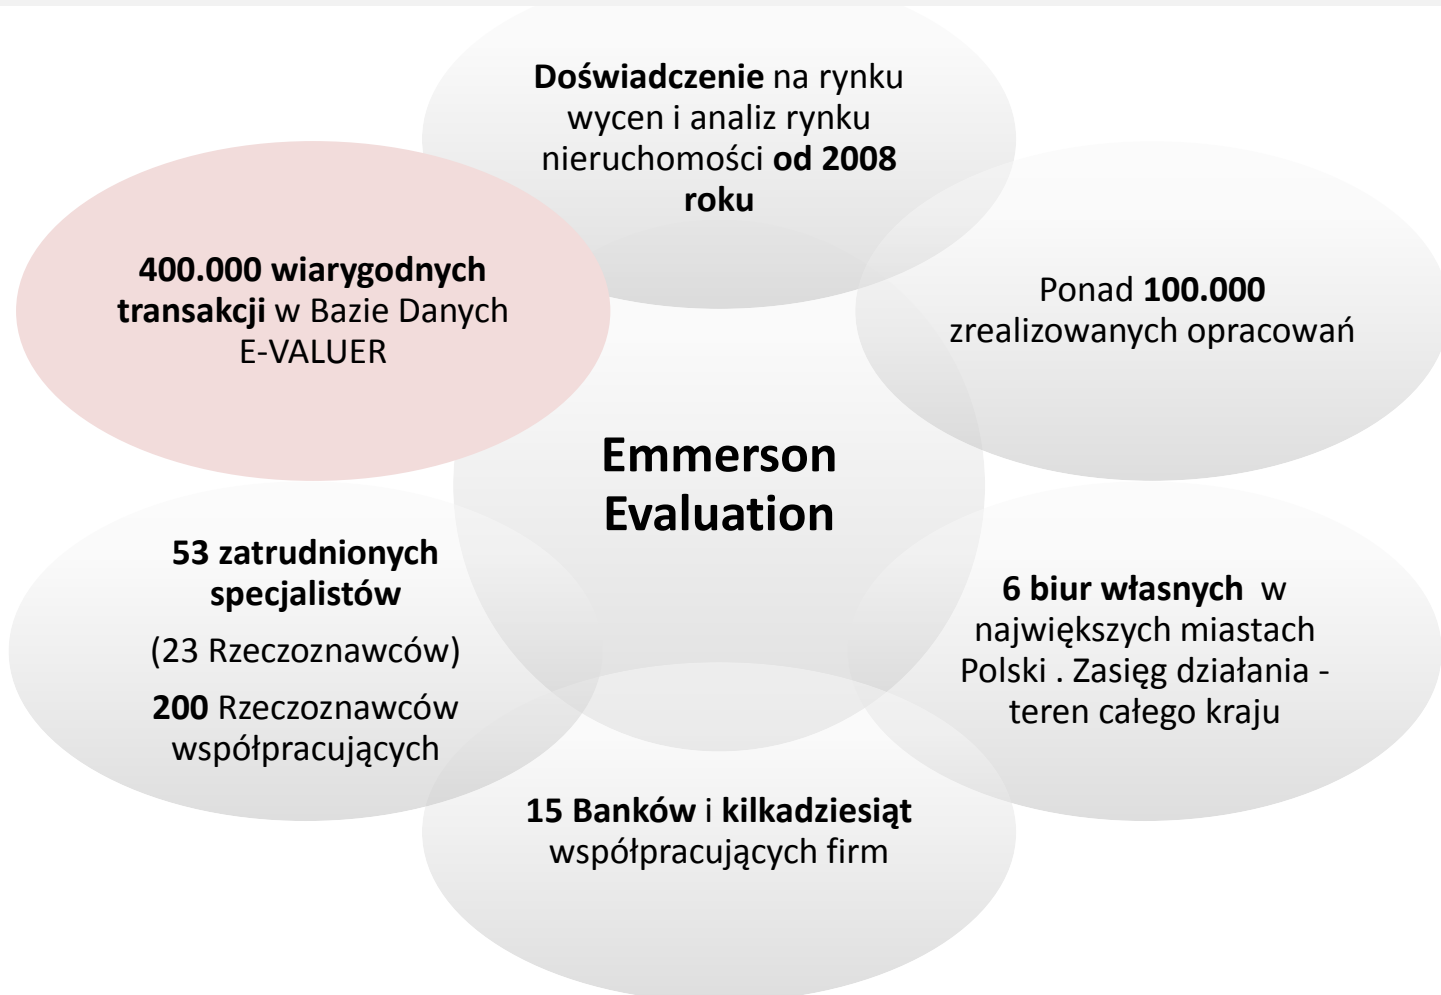 Doświadczenie na rynku
wycen i analiz rynku
nieruchomości od 2008
roku
400.000 wiarygodnych
transakcji w Bazie Danych
E-VALUER
Ponad 100.000
zrealizowanych opracowań
Emmerson
Evaluation
53 zatrudnionych
specjalistów
(23 Rzeczoznawców)
200 Rzeczoznawców
współpracujących
6 biur własnych  w
największych miastach
Polski . Zasięg działania -
teren całego kraju
15 Banków i kilkadziesiąt
współpracujących firm